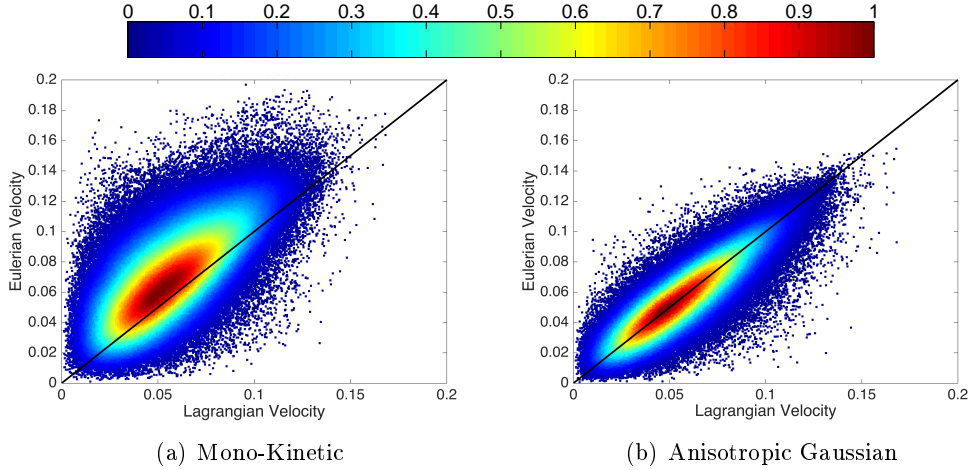 0 0.1 0.2 0.3 0.4 0.5 0.6 0.7 0.8 0.9 1
0.2
0.18
0.16
0.14
0.12
0.1
0.08
0.06
0.04
0.02
0
Eulerian Velocity
0 0.05 0.1 0.15 0.2
Lagrangian Velocity
(a) Mono-Kinetic
0.2
0.18
0.16
0.14
0.12
0.1
0.08
0.06
0.04
0.02
0
Eulerian Velocity
0 0.05 0.1 0.15 0.2
Lagrangian Velocity
(b) Anisotropic Gaussian